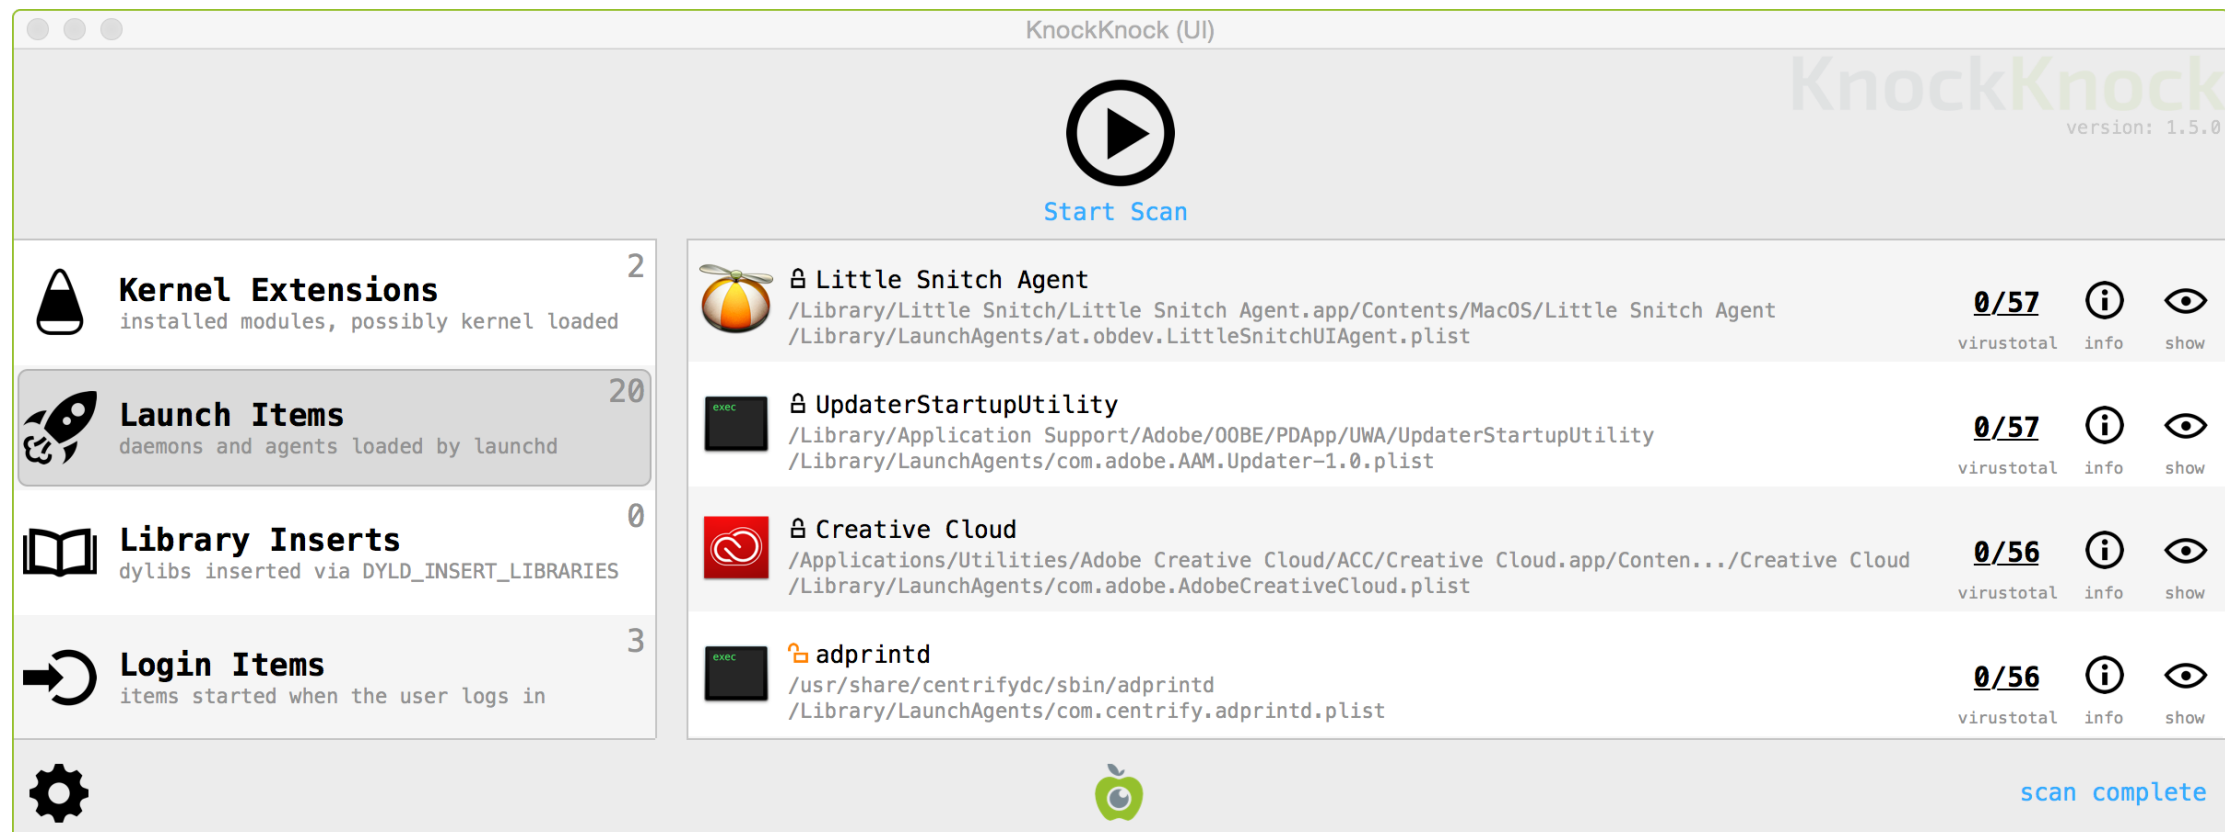 KnockKnock (UI)
KnockKnock
version: 1.5.0
Start Scan
Kernel Extensions
2
installed modules, possibly kernel loaded
Launch Items
20
daemons and agents loaded by launchd
Library Inserts
0
dylibs inserted via DYLD_INSERT_LIBRARIES
Login Items
3
items started when the user logs in
Little Snitch Agent
/Library/Little Snitch/Little Snitch Agent.app/Contents/MacOS/Little Snitch Agent
/Library/LaunchAgents/at.obdev.LittleSnitchUIAgent.plist
0/57
virustotal info show
exec
UpdaterStartupUtility
/Library/Application Support/Adobe/OOBE/PDApp/UWA/UpdaterStartupUtility
/Library/LaunchAgents/com.adobe.AAM.Updater-1.0.plist
0/57
virustotal info show
Creative Cloud
/Applications/Utilities/Adobe Creative Cloud/ACC/Creative Cloud.app/Conten.../Creative Cloud
/Library/LaunchAgents/com.adobe.AdobeCreativeCloud.plist
0/56
virustotal info show
exec
adprintd
/usr/share/centrifydc/sbin/adprintd
/Library/LaunchAgents/com.centrify.adprintd.plist
0/56
virustotal info show
scan complete